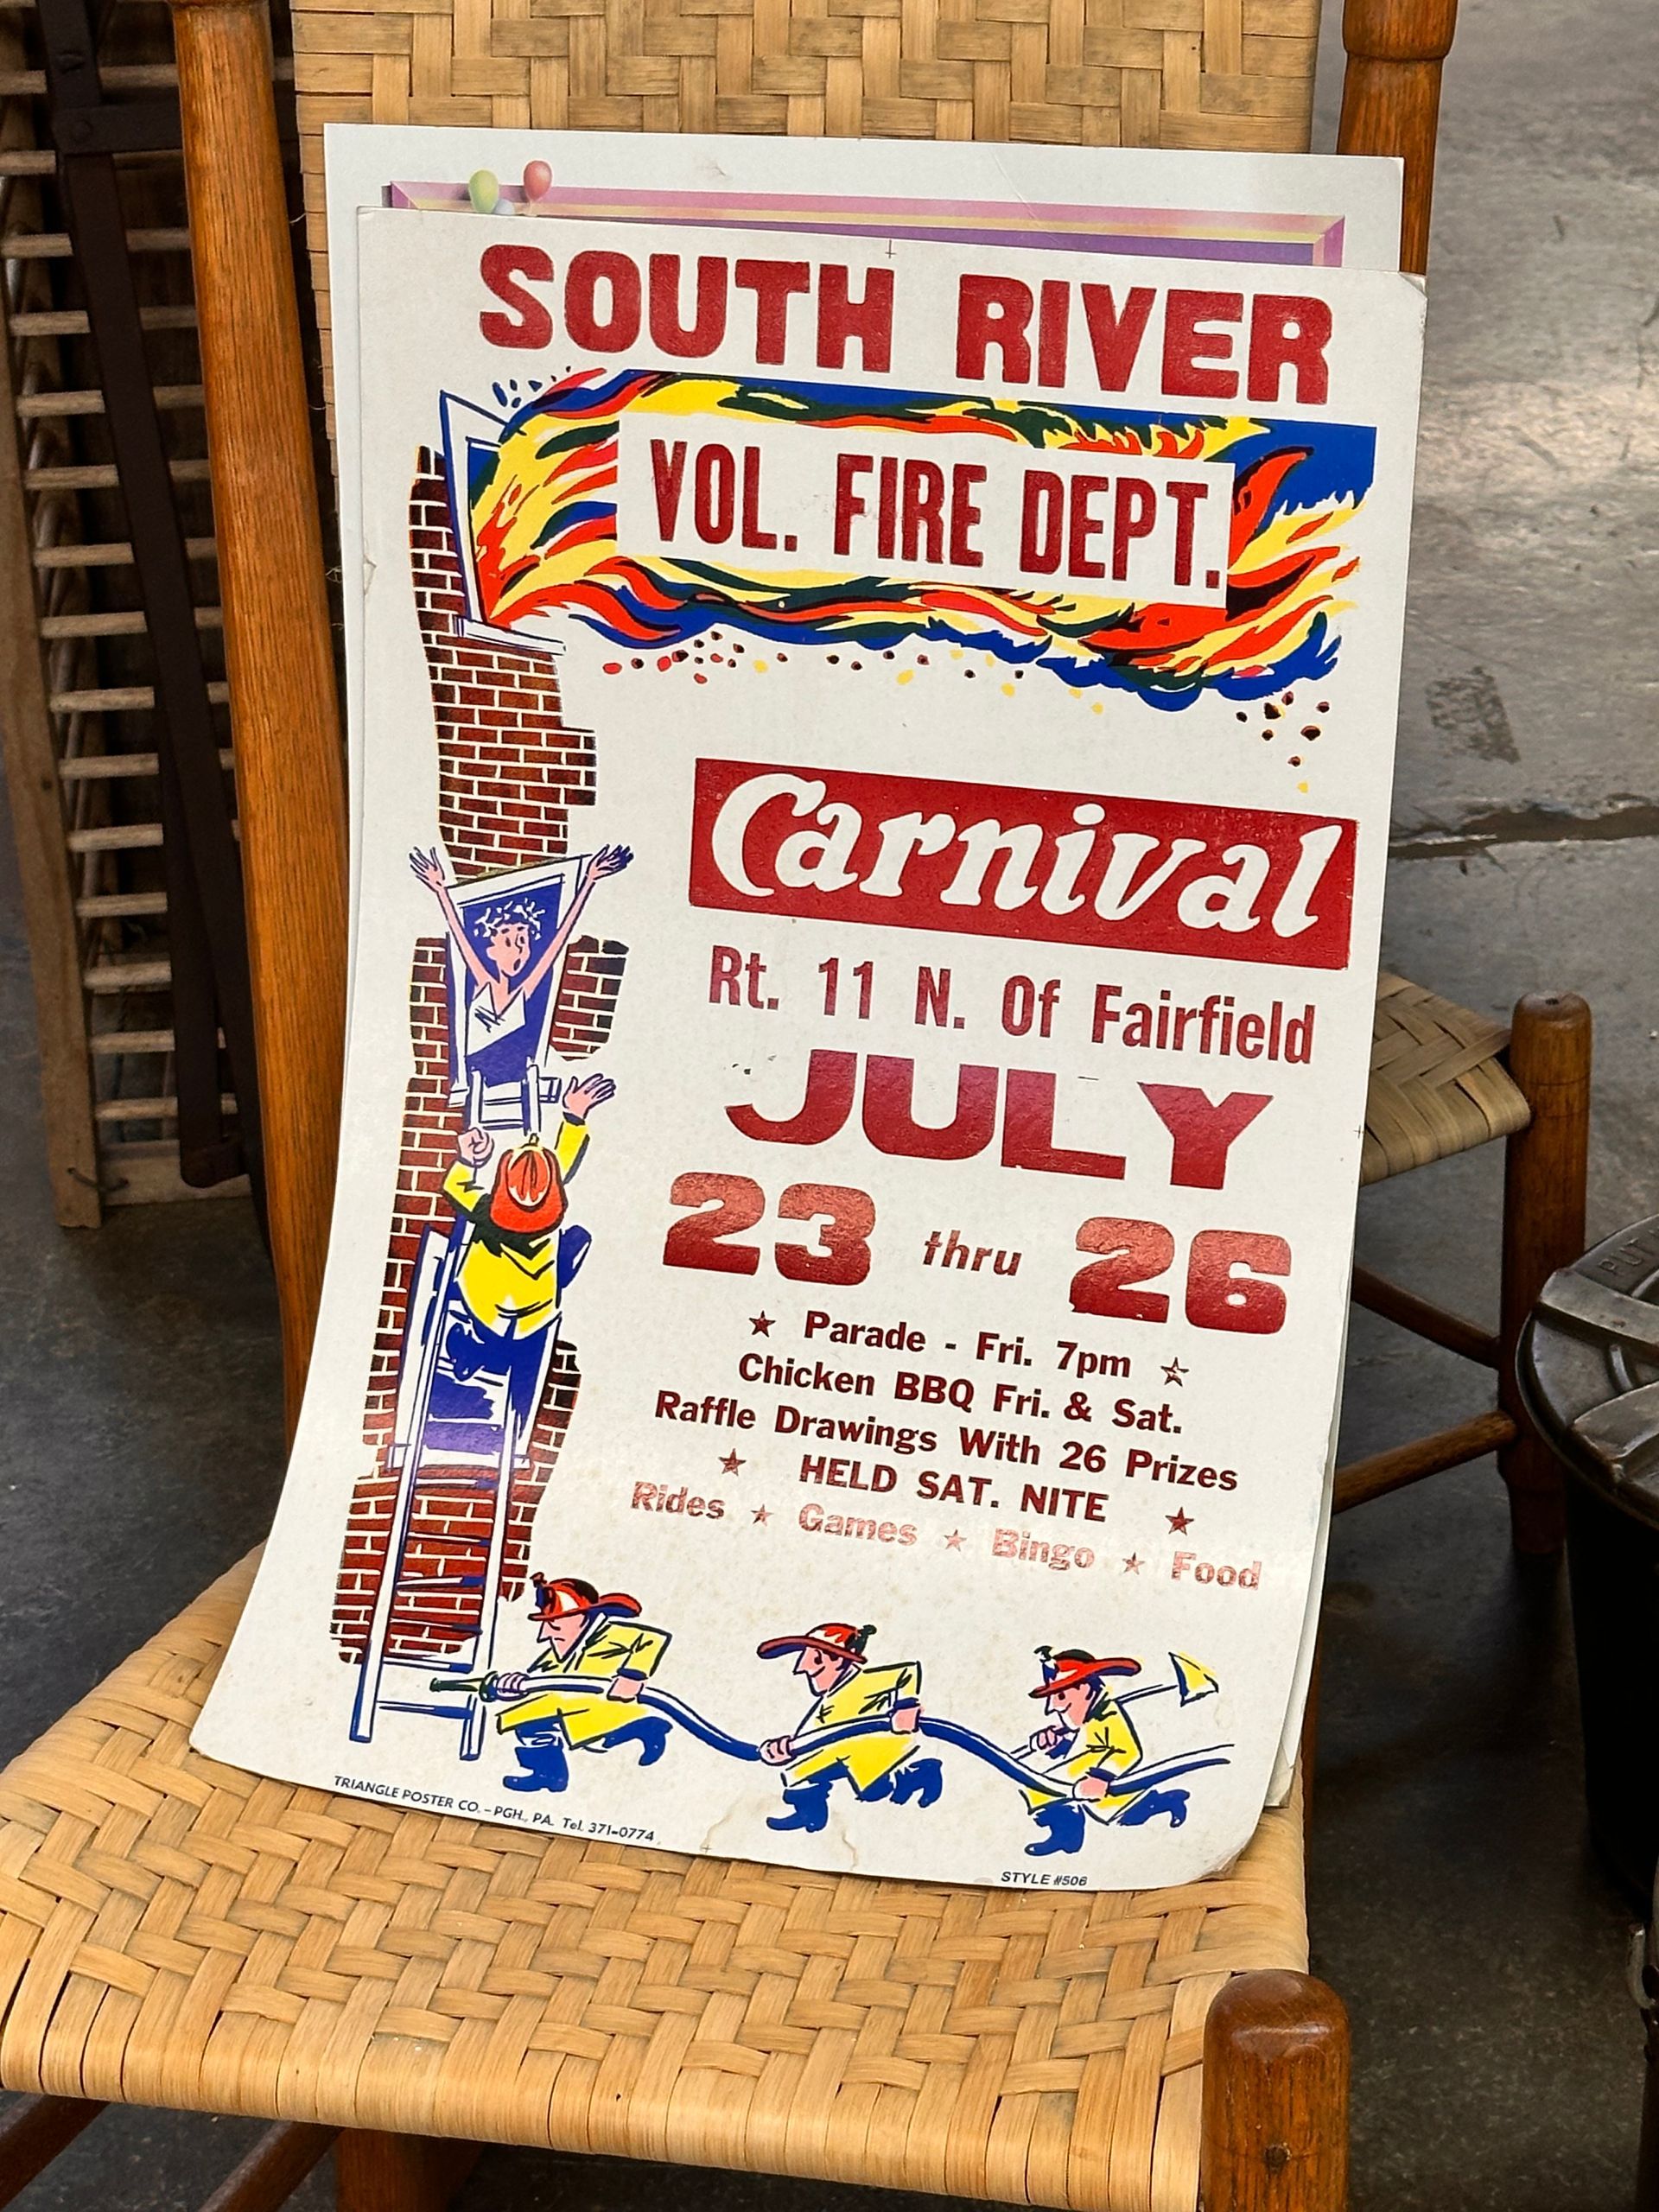 SOUTH RIVER
VOL. FIRE DEPT.
Carnival
Rt. 11 N. Of Fairfield
JULY
23 thru 26
★ Parade - Fri. 7pm ☆
Chicken BBQ Fri. & Sat.
Raffle Drawings With 26 Prizes
★ HELD SAT. NITE ★
Rides ★ Games ★ Bingo ★ Food
TRIANGLE POSTER CO. – PGH., PA. Tel. 371-0774
STYLE #506
PUT